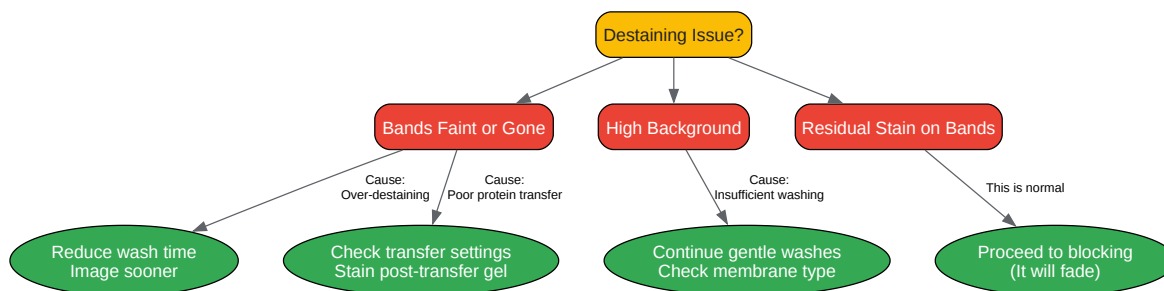 Destaining Issue?
Bands Faint or Gone
High Background
Residual Stain on Bands
Cause:
Over-destaining
Cause:
Poor protein transfer
Cause:
Insufficient washing
This is normal
Reduce wash time
Image sooner
Check transfer settings
Stain post-transfer gel
Continue gentle washes
Check membrane type
Proceed to blocking
(It will fade)